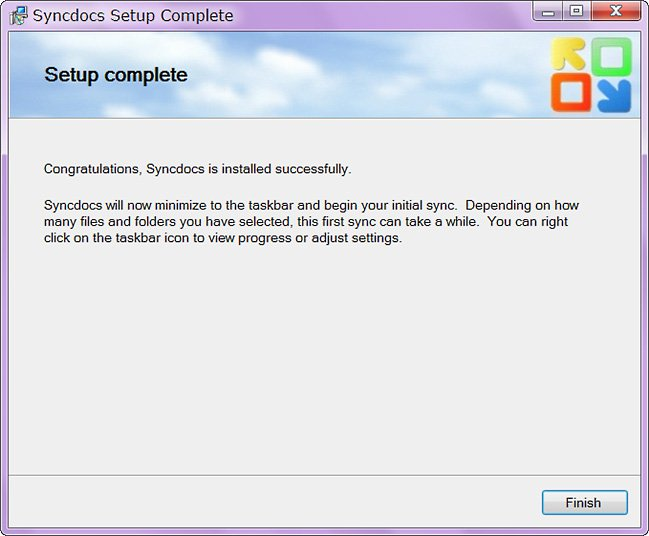 Syncdocs Setup Complete
Setup complete
Congratulations, Syncdocs is installed successfully.
Syncdocs will now minimize to the taskbar and begin your initial sync.  Depending on how
many files and folders you have selected, this first sync can take a while.  You can right
click on the taskbar icon to view progress or adjust settings.
Finish